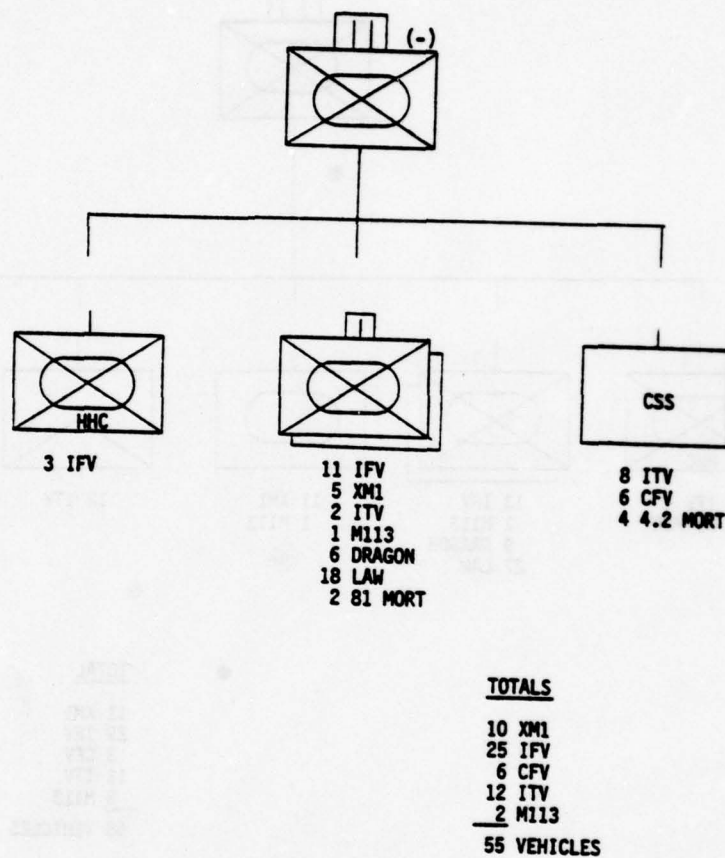 (-)
HHC
3 IFV
11 IFV
5 XM1
2 ITV
1 M113
6 DRAGON
18 LAW
2 81 MORT
CSS
8 ITV
6 CFV
4 4.2 MORT
TOTALS
10 XM1
25 IFV
6 CFV
12 ITV
2 M113
55 VEHICLES